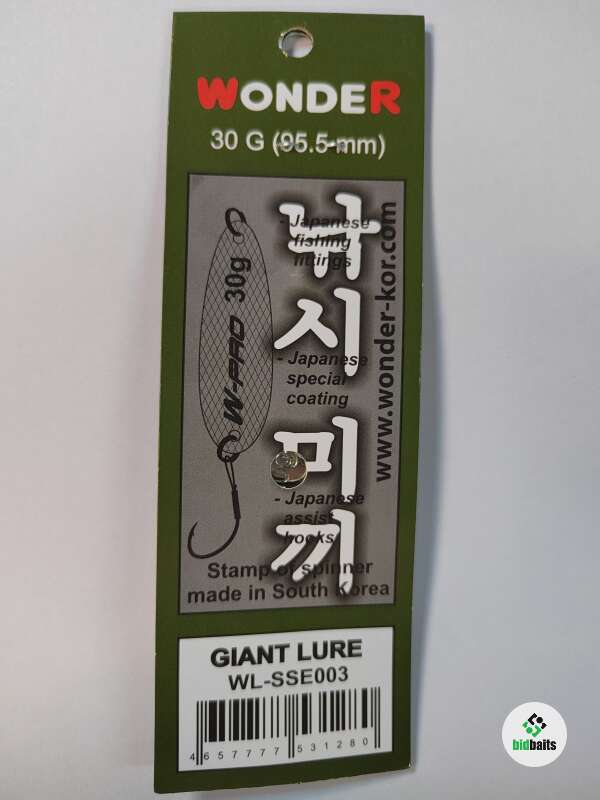 WONDER
30 G (95.5-mm)
낚시 미끼
- Japanese
fishing
fittings
- Japanese
special
coating
- Japanese
assist
hooks
www.wonder-kor.com
W-PRO 30g
Stamp of spinner
made in South Korea
GIANT LURE
WL-SSE003
4 657777 531280
bidbaits